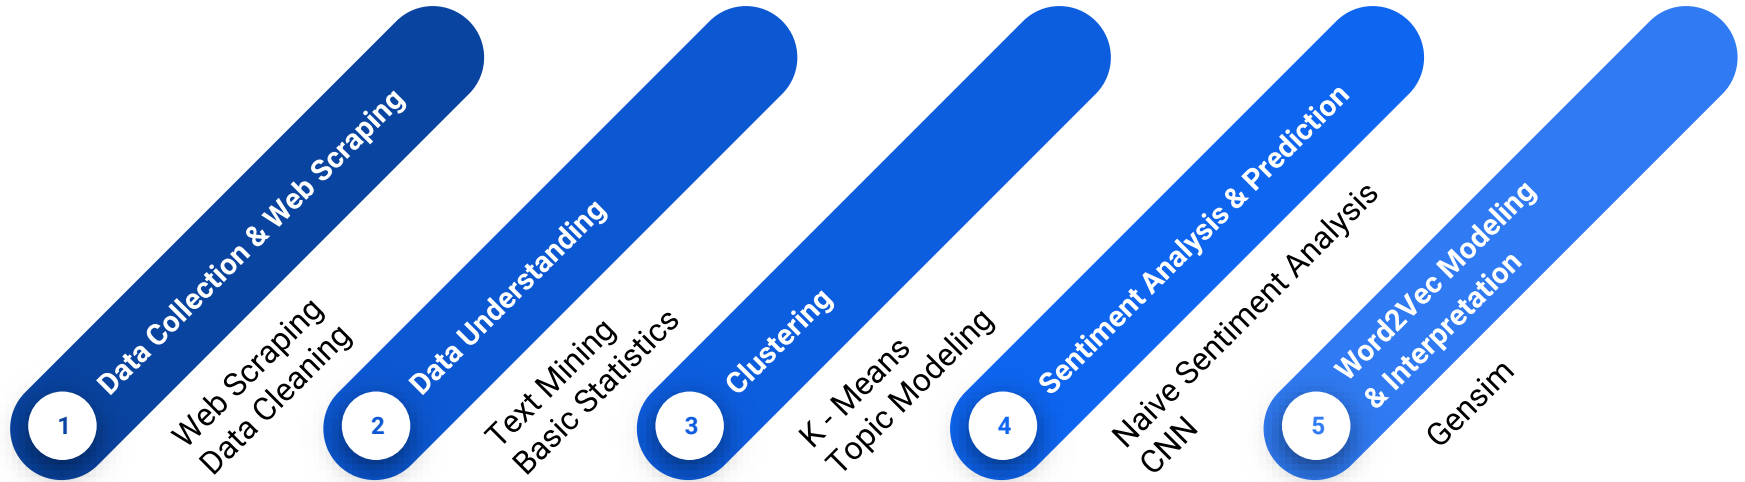 1
Data Collection & Web Scraping
Web Scraping
Data Cleaning
2
Data Understanding
Text Mining
Basic Statistics
3
Clustering
K - Means
Topic Modeling
4
Sentiment Analysis & Prediction
Naive Sentiment Analysis
CNN
5
Word2Vec Modeling
& Interpretation
Gensim